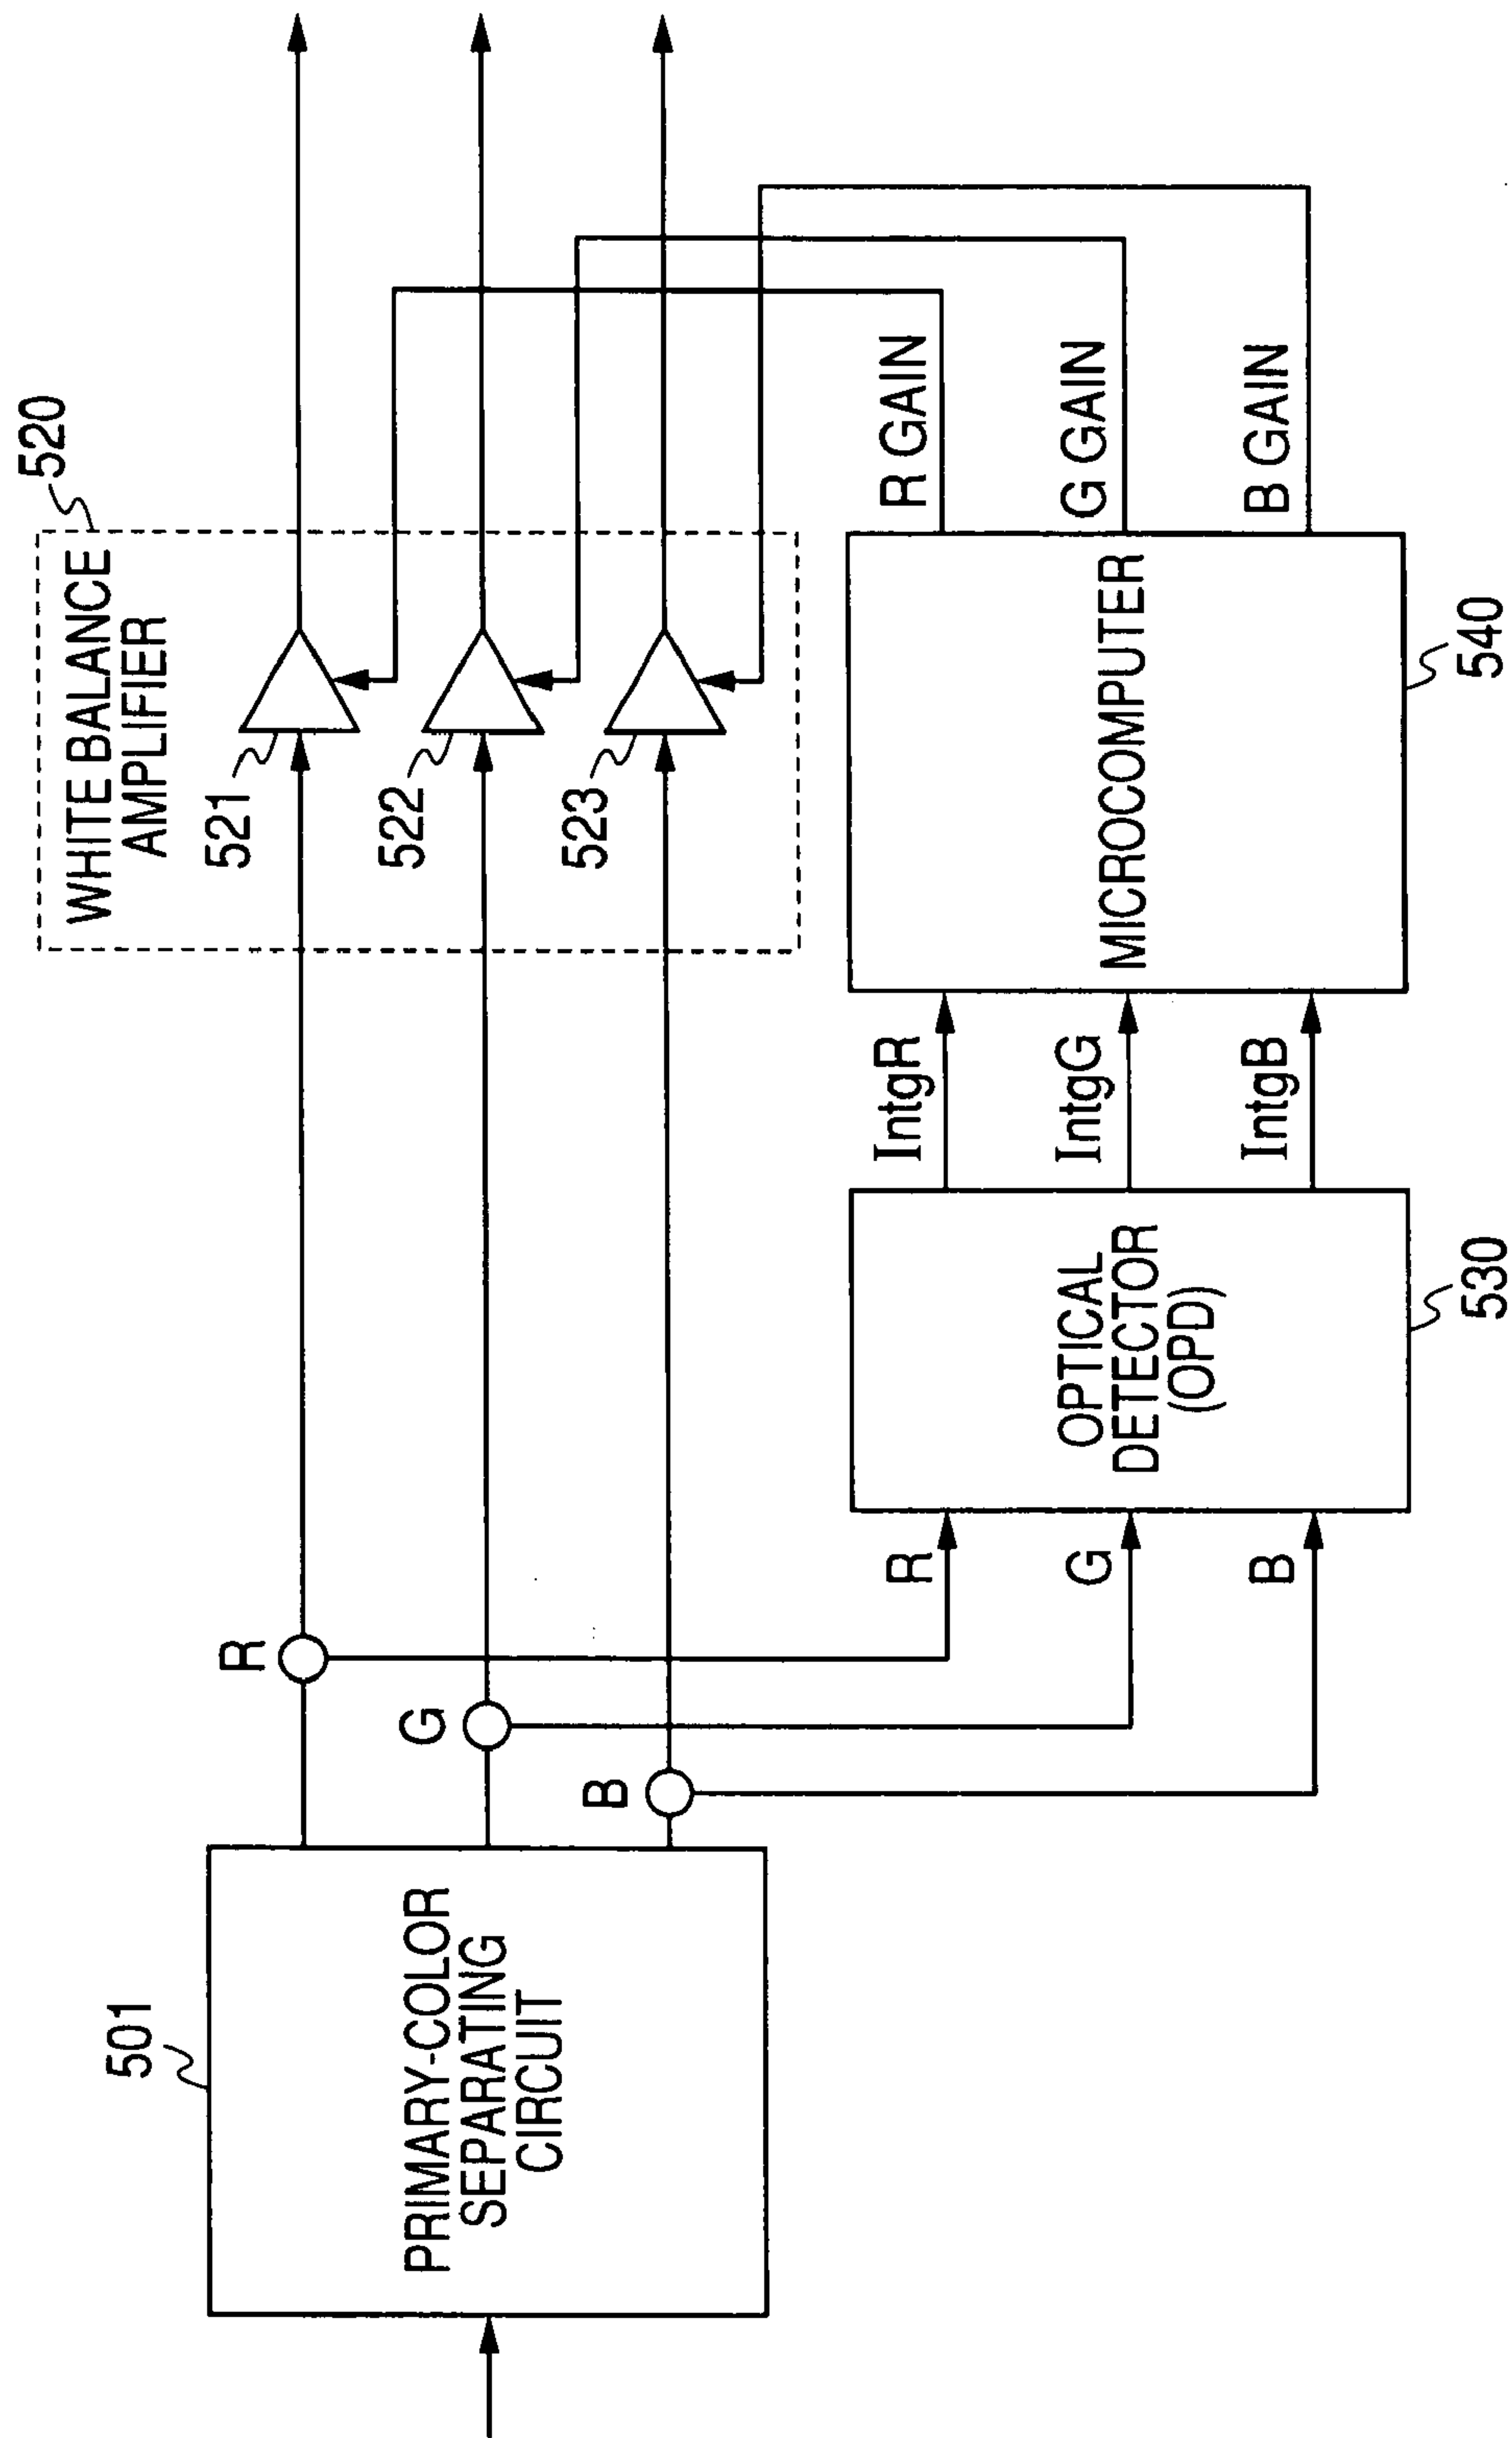 501
PRIMARY-COLOR
SEPARATING
CIRCUIT
R
G
B
520
WHITE BALANCE
AMPLIFIER
521
522
523
R
G
B
OPTICAL
DETECTOR
(OPD)
530
IntgR
IntgG
IntgB
MICROCOMPUTER
540
R GAIN
G GAIN
B GAIN